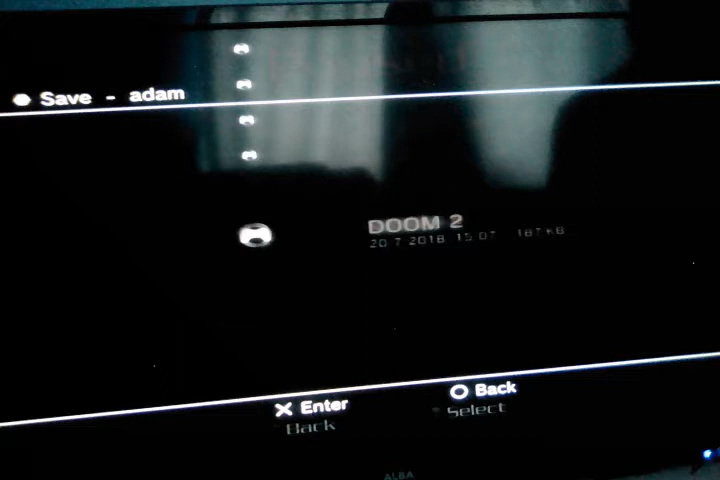 Save - adam
DOOM 2
20 7 2018 15:07 187 KB
Enter
Back
Back
Select
ALBA